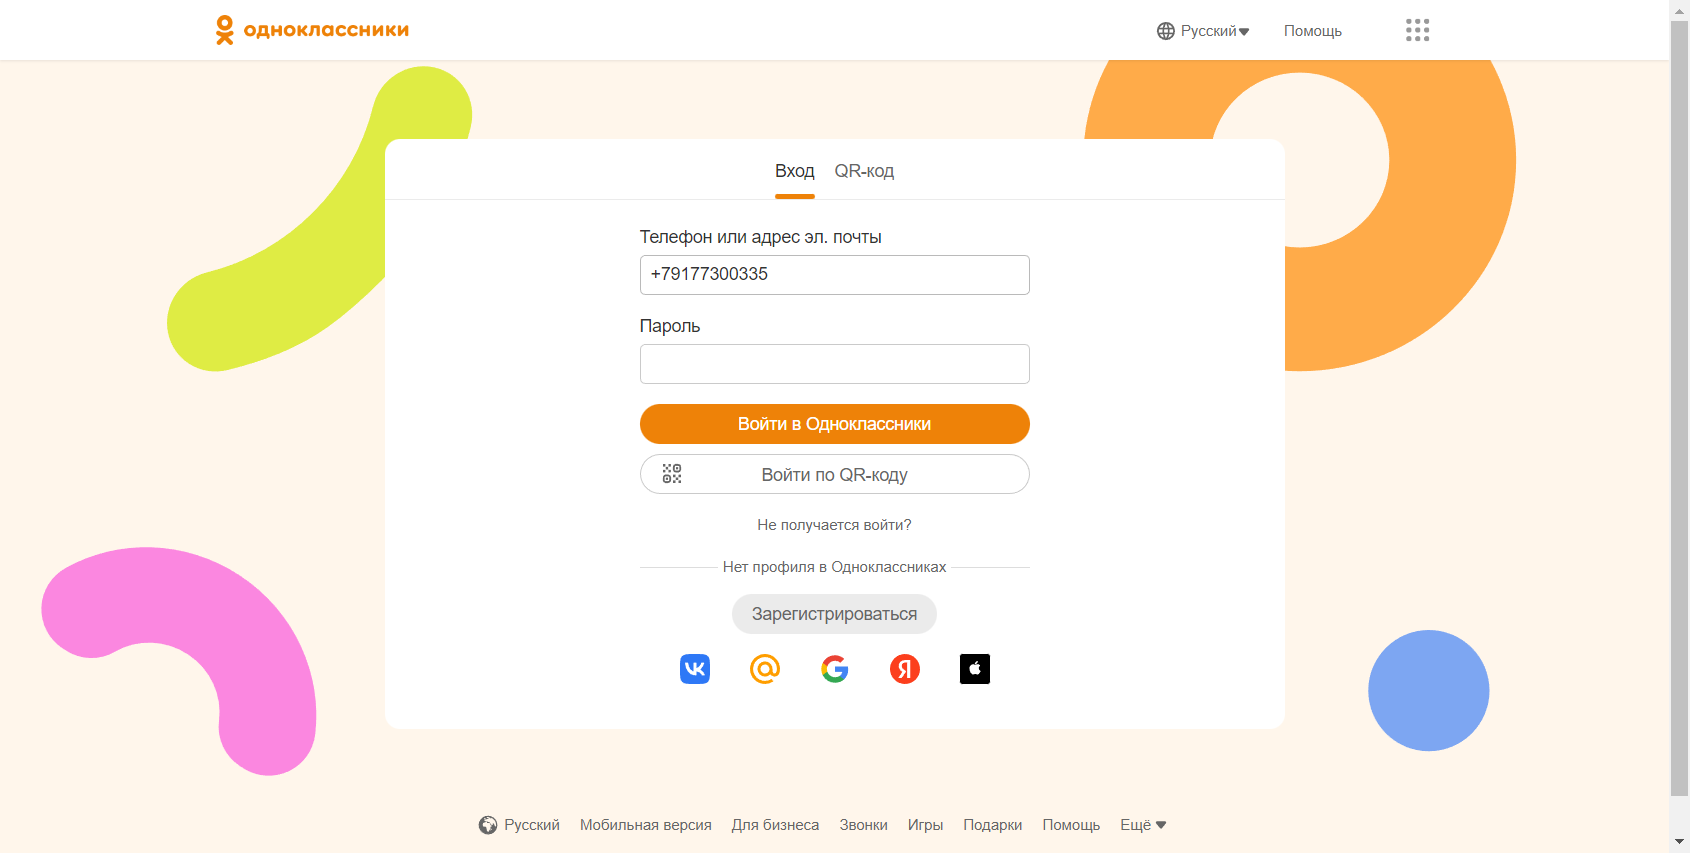 одноклассники
Русский
Помощь
Вход
QR-код
Телефон или адрес эл. почты
+79177300335
Пароль
Войти в Одноклассники
Войти по QR-коду
Не получается войти?
Нет профиля в Одноклассниках
Зарегистрироваться
Русский Мобильная версия Для бизнеса Звонки Игры Подарки Помощь Ещё